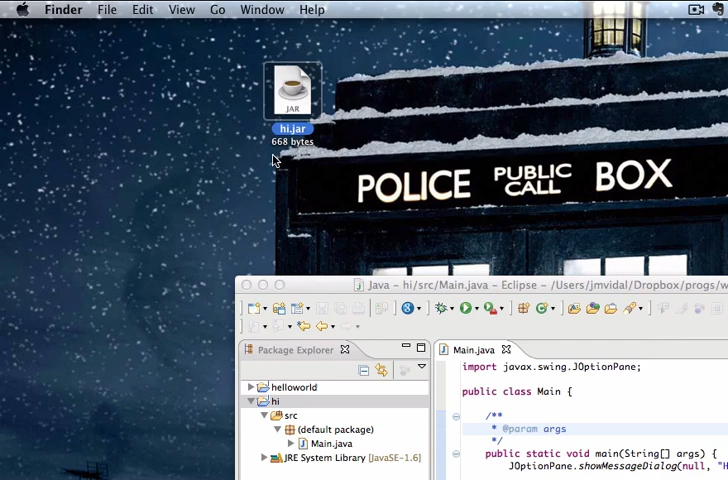 Finder File Edit View Go Window Help
JAR
hi.jar
668 bytes
POLICE PUBLIC CALL BOX
Java - hi/src/Main.java - Eclipse - /Users/jmvidal/Dropbox/progs/w
Package Explorer
Main.java
helloworld
hi
src
(default package)
Main.java
JRE System Library [JavaSE-1.6]
import javax.swing.JOptionPane;
public class Main {
/**
* @param args
*/
public static void main(String[] args) {
JOptionPane.showMessageDialog(null, "H